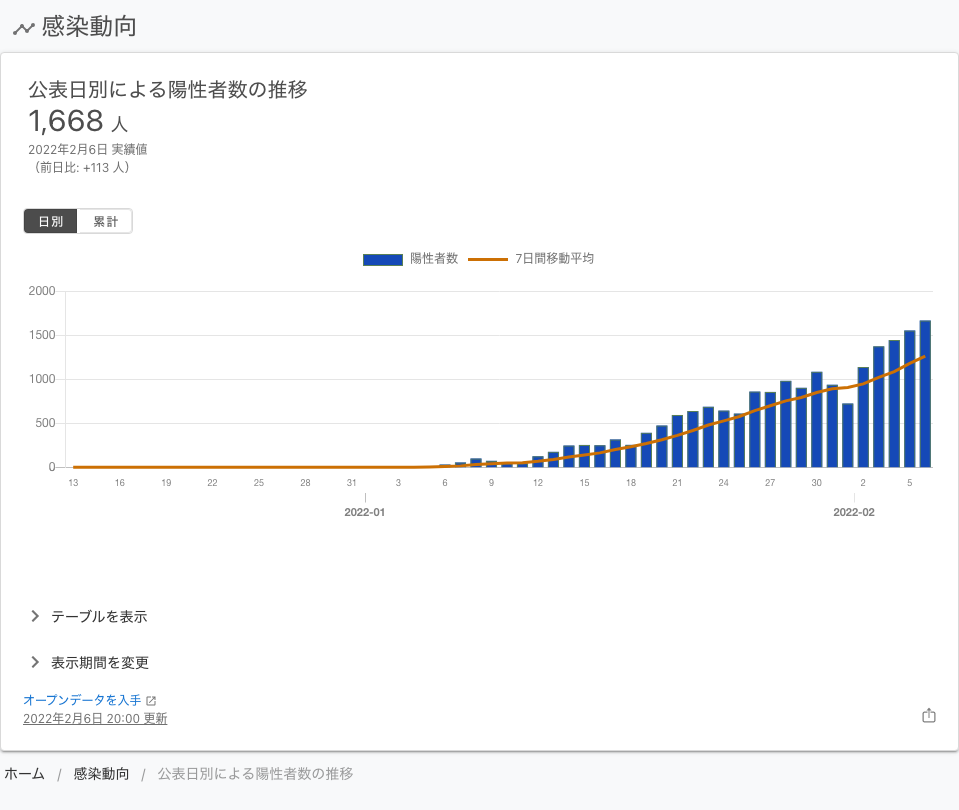 感染動向
公表日別による陽性者数の推移
1,668 人
2022年2月6日 実績値
（前日比: +113 人）
日別 累計
陽性者数 7日間移動平均
2000
1500
1000
500
0
13 16 19 22 25 28 31 3 6 9 12 15 18 21 24 27 30 2 5
2022-01 2022-02
テーブルを表示
表示期間を変更
オープンデータを入手
2022年2月6日 20:00 更新
ホーム / 感染動向 / 公表日別による陽性者数の推移